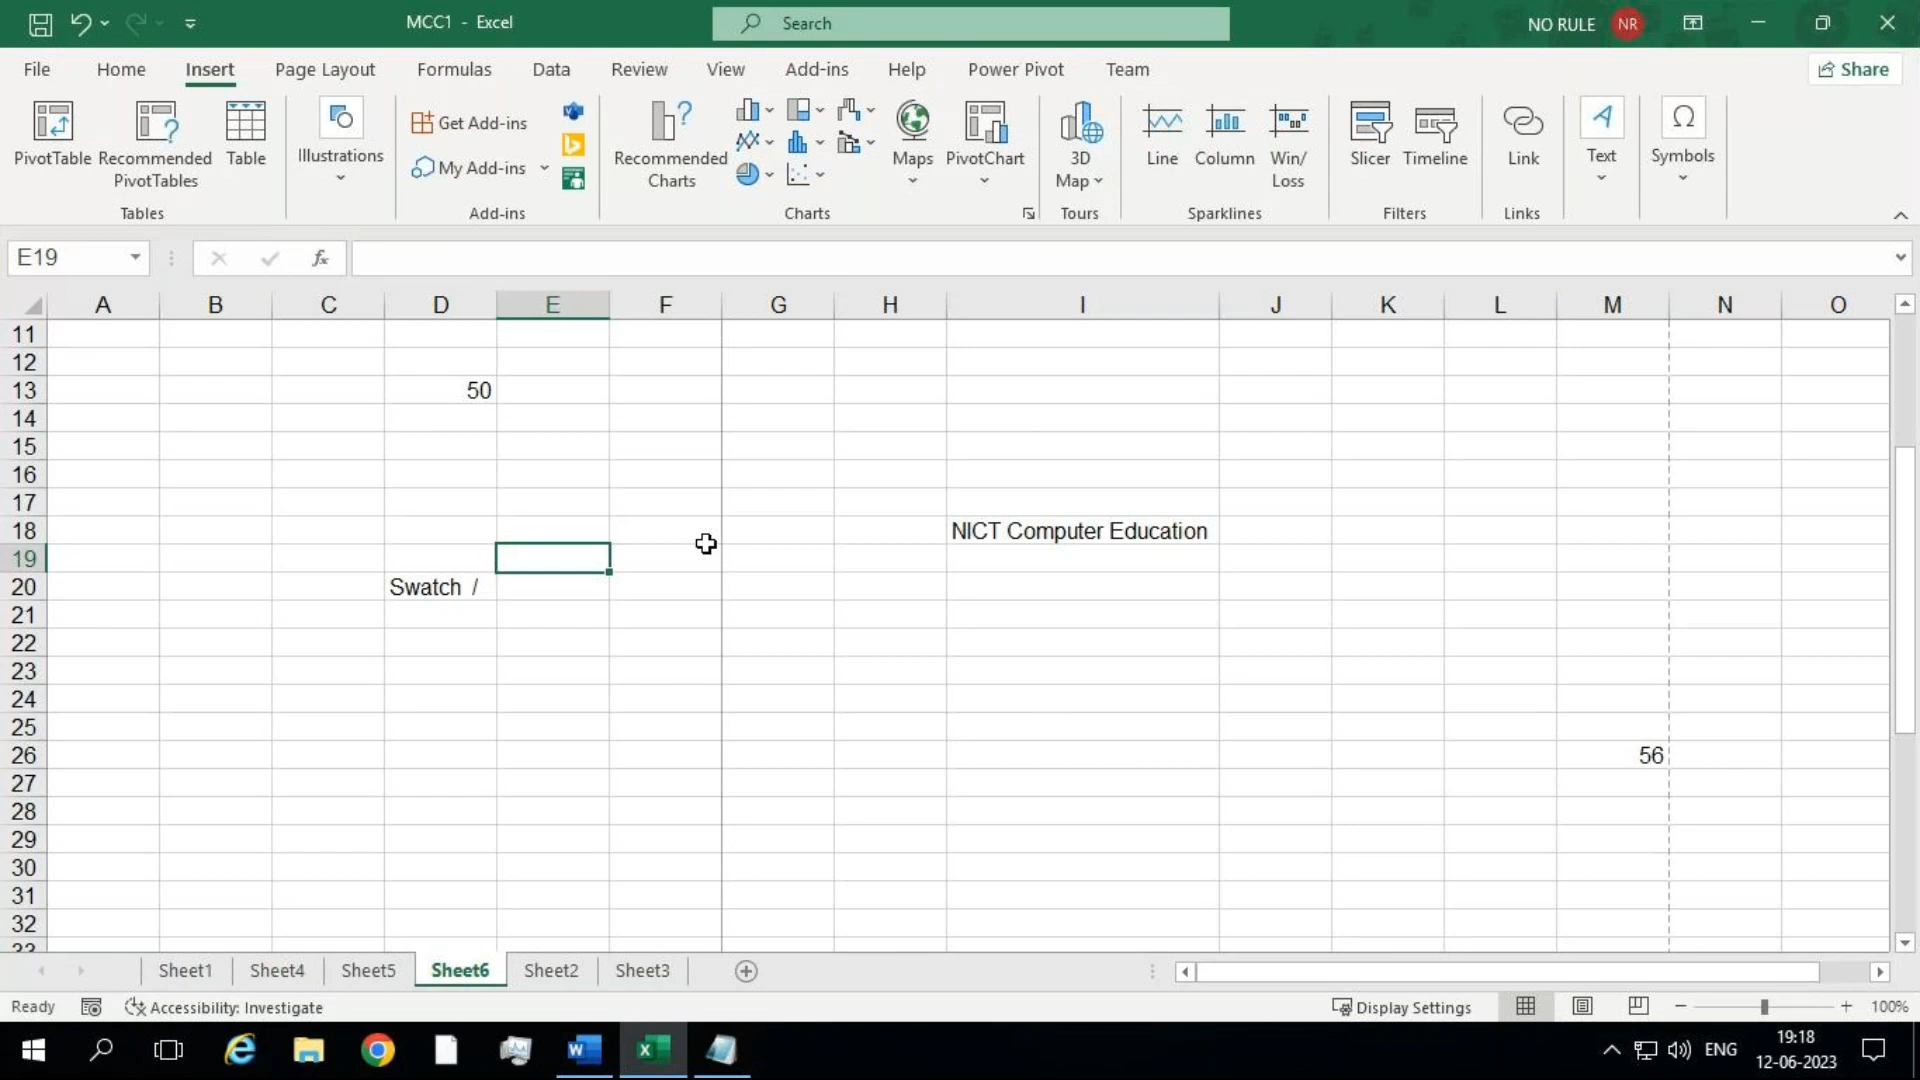 MCC1 - Excel
Search
NO RULE
NR
File Home Insert Page Layout Formulas Data Review View Add-ins Help Power Pivot Team
Share
PivotTable
Recommended PivotTables
Table
Tables
Illustrations
Get Add-ins
My Add-ins
Add-ins
Recommended Charts
Maps
PivotChart
Charts
3D Map
Tours
Line
Column
Win/ Loss
Sparklines
Slicer
Timeline
Filters
Link
Links
Text
Symbols
E19
fx
A B C D E F G H I J K L M N O
11
12
13 50
14
15
16
17
18 NICT Computer Education
19
20 Swatch /
21
22
23
24
25
26 56
27
28
29
30
31
32
33
Sheet1 Sheet4 Sheet5 Sheet6 Sheet2 Sheet3
Ready
Accessibility: Investigate
Display Settings
100%
ENG
19:18
12-06-2023